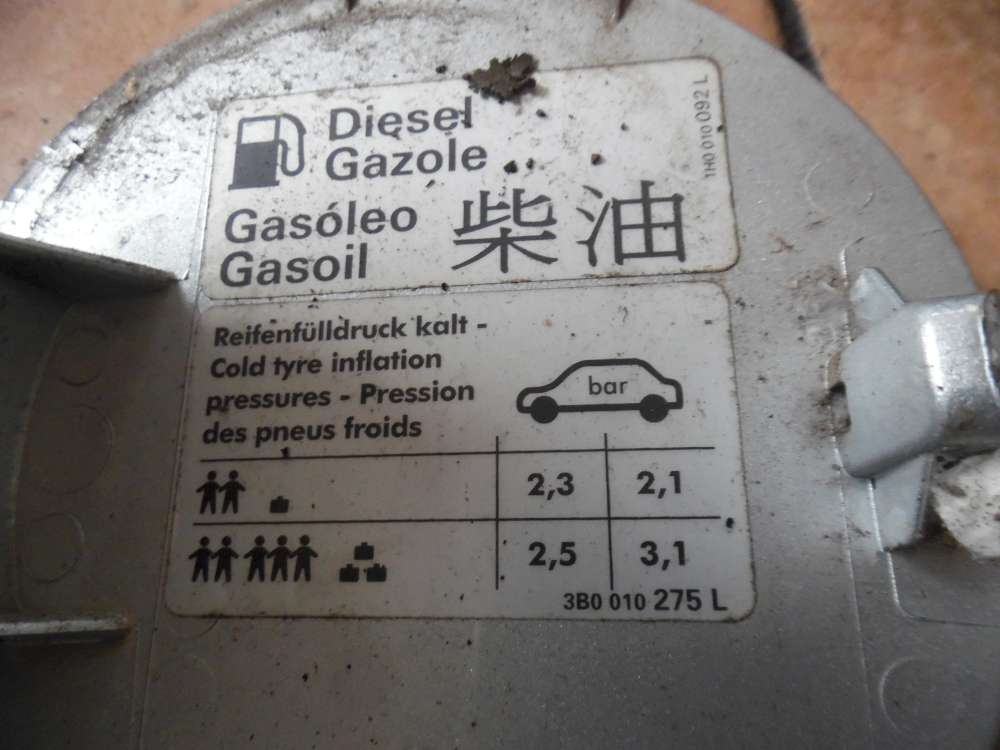 Diesel
Gazole
Gasóleo
Gasoil
柴油
1H0 010 092 L
Reifenfülldruck kalt -
Cold tyre inflation
pressures - Pression
des pneus froids
bar
2,3 2,1
2,5 3,1
3B0 010 275 L